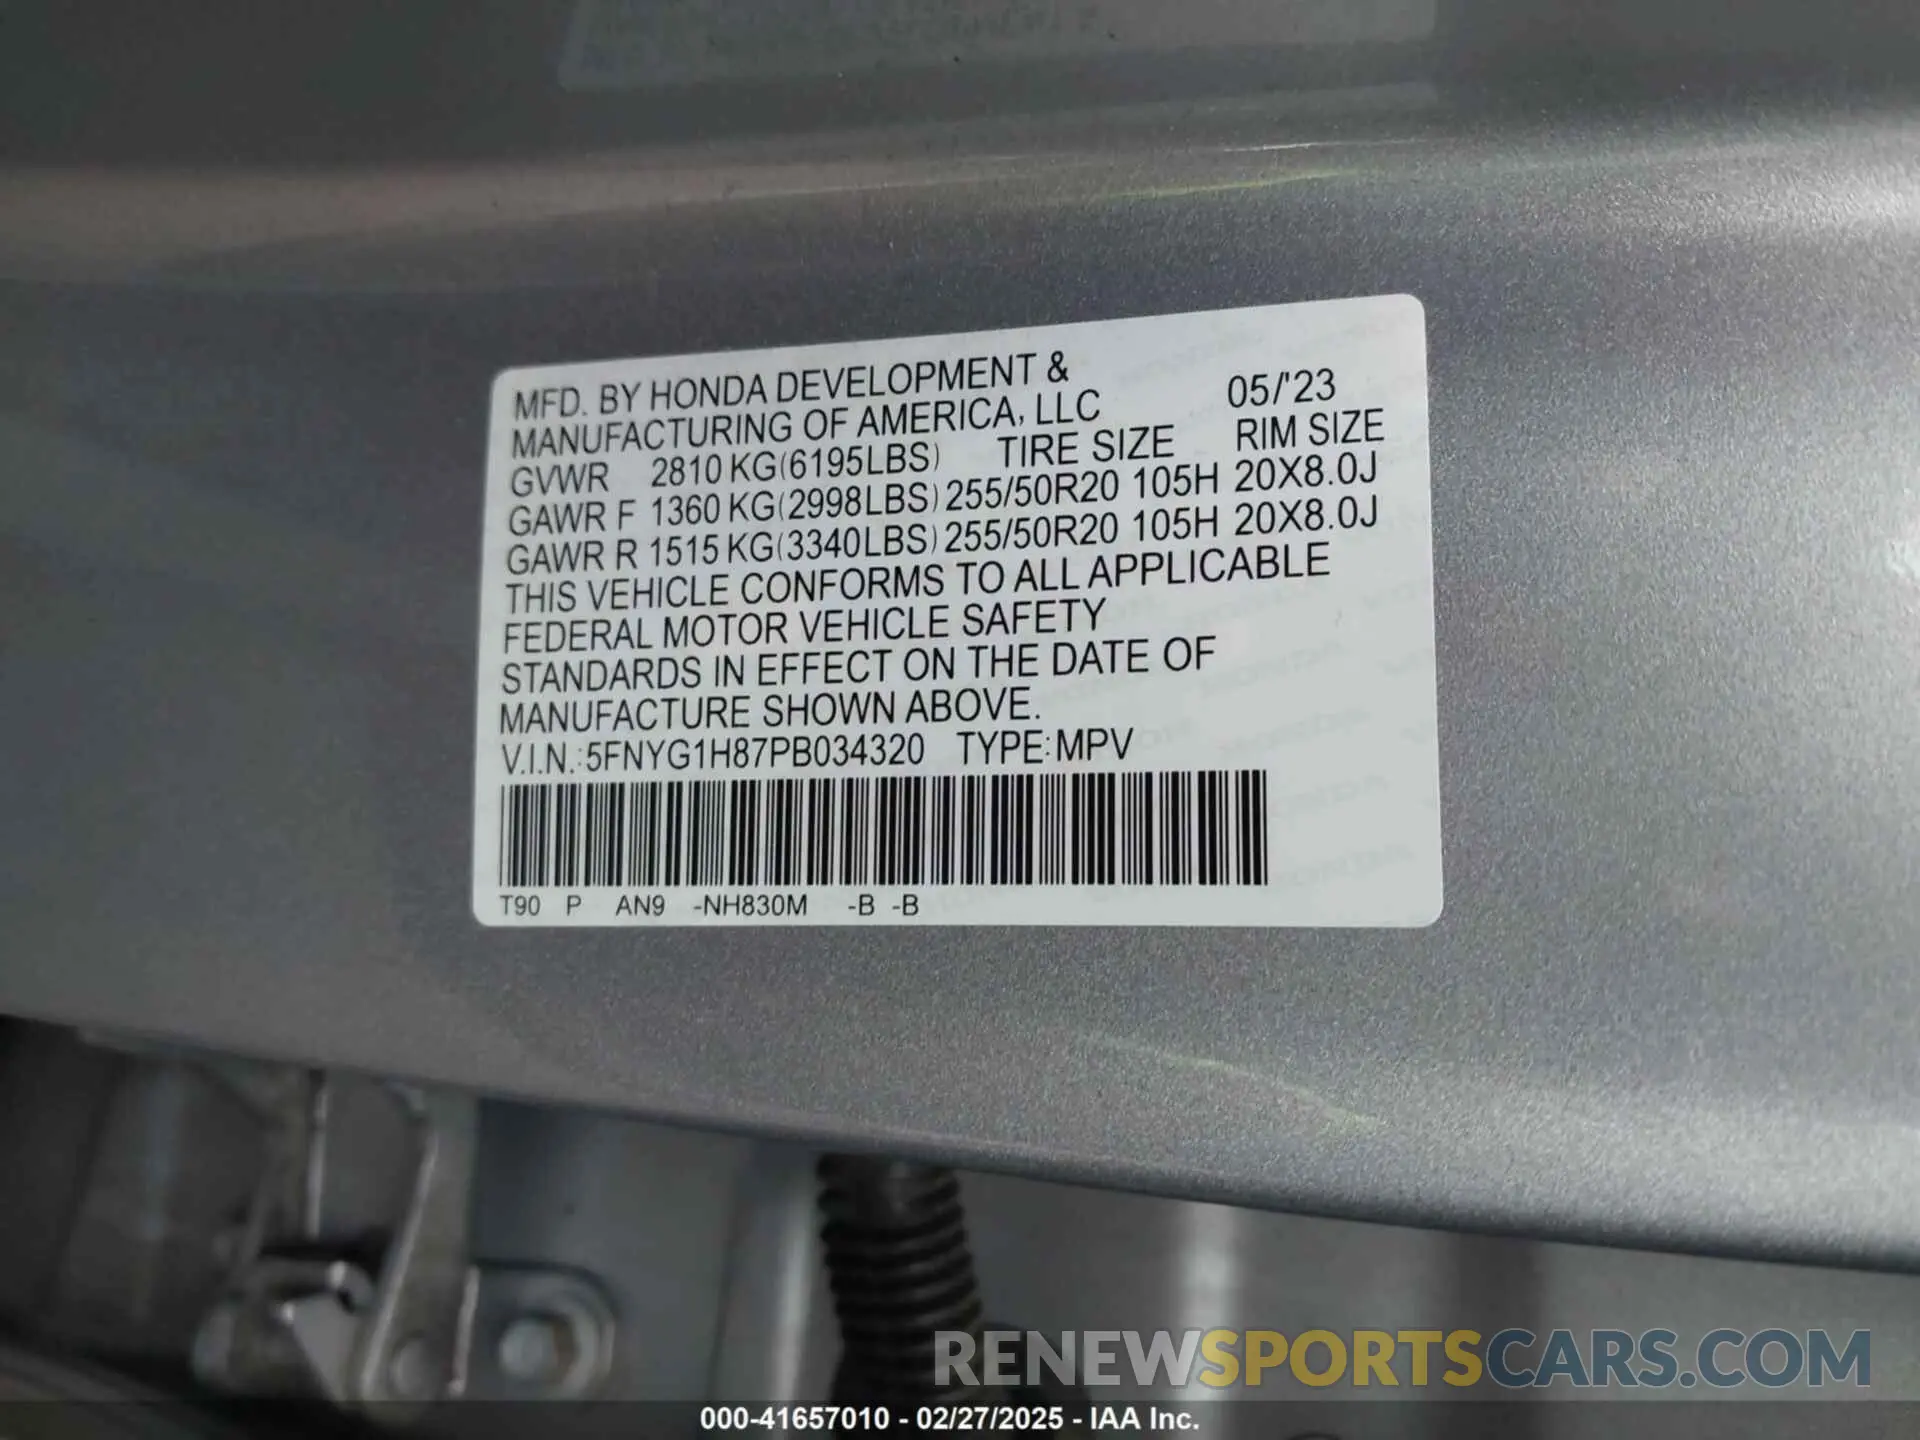 MFD. BY HONDA DEVELOPMENT &
MANUFACTURING OF AMERICA, LLC 05/'23
GVWR 2810 KG(6195LBS) TIRE SIZE RIM SIZE
GAWR F 1360 KG(2998LBS) 255/50R20 105H 20X8.0J
GAWR R 1515 KG(3340LBS) 255/50R20 105H 20X8.0J
THIS VEHICLE CONFORMS TO ALL APPLICABLE
FEDERAL MOTOR VEHICLE SAFETY
STANDARDS IN EFFECT ON THE DATE OF
MANUFACTURE SHOWN ABOVE.
V.I.N.:5FNYG1H87PB034320 TYPE:MPV
T90 P AN9 -NH830M -B -B
RENEWSPORTSCARS.COM
000-41657010 - 02/27/2025 - IAA Inc.